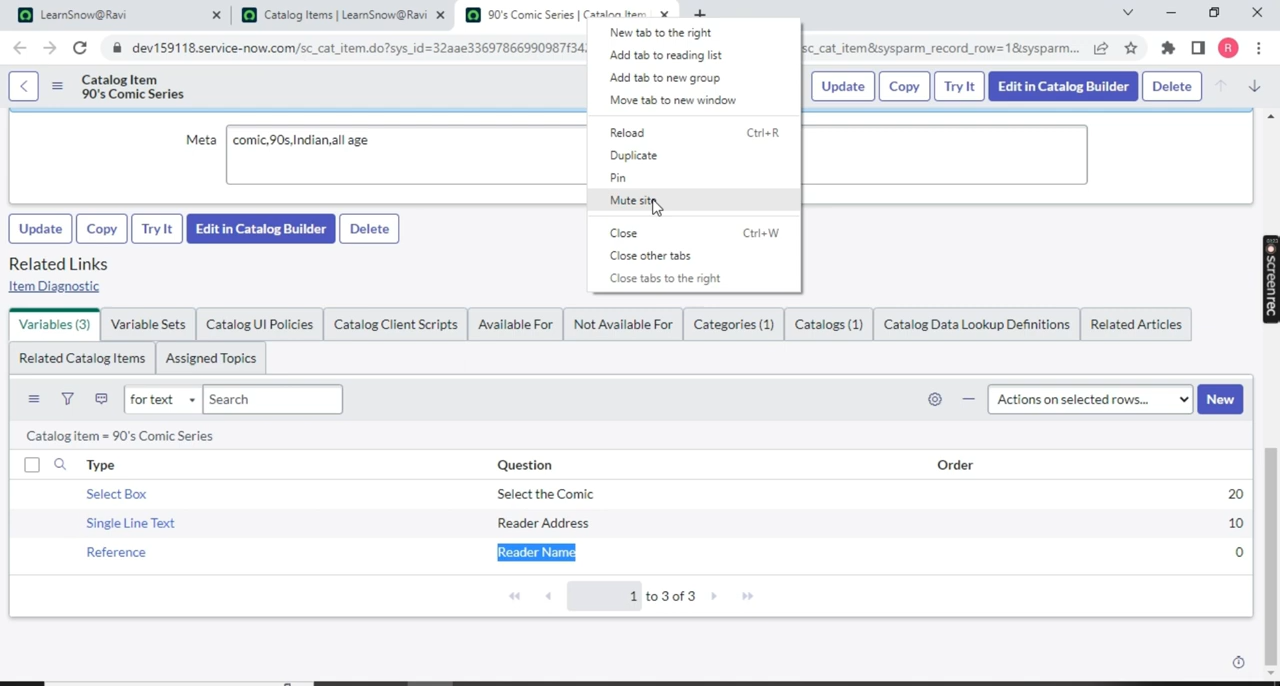 LearnSnow@Ravi
Catalog Items | LearnSnow@Ravi
90's Comic Series | Catalog Item
dev159118.service-now.com/sc_cat_item.do?sys_id=32aae33697866990987f34
sc_cat_item&sysparm_record_row=1&sysparm...
R
Catalog Item
90's Comic Series
Update
Copy
Try It
Edit in Catalog Builder
Delete
New tab to the right
Add tab to reading list
Add tab to new group
Move tab to new window
Reload Ctrl+R
Duplicate
Pin
Mute site
Close Ctrl+W
Close other tabs
Close tabs to the right
Meta
comic,90s,Indian,all age
Update
Copy
Try It
Edit in Catalog Builder
Delete
screenrec
Related Links
Item Diagnostic
Variables (3)
Variable Sets
Catalog UI Policies
Catalog Client Scripts
Available For
Not Available For
Categories (1)
Catalogs (1)
Catalog Data Lookup Definitions
Related Articles
Related Catalog Items
Assigned Topics
for text
Search
Actions on selected rows...
New
Catalog item = 90's Comic Series
Type Question Order
Select Box Select the Comic 20
Single Line Text Reader Address 10
Reference Reader Name 0
1 to 3 of 3